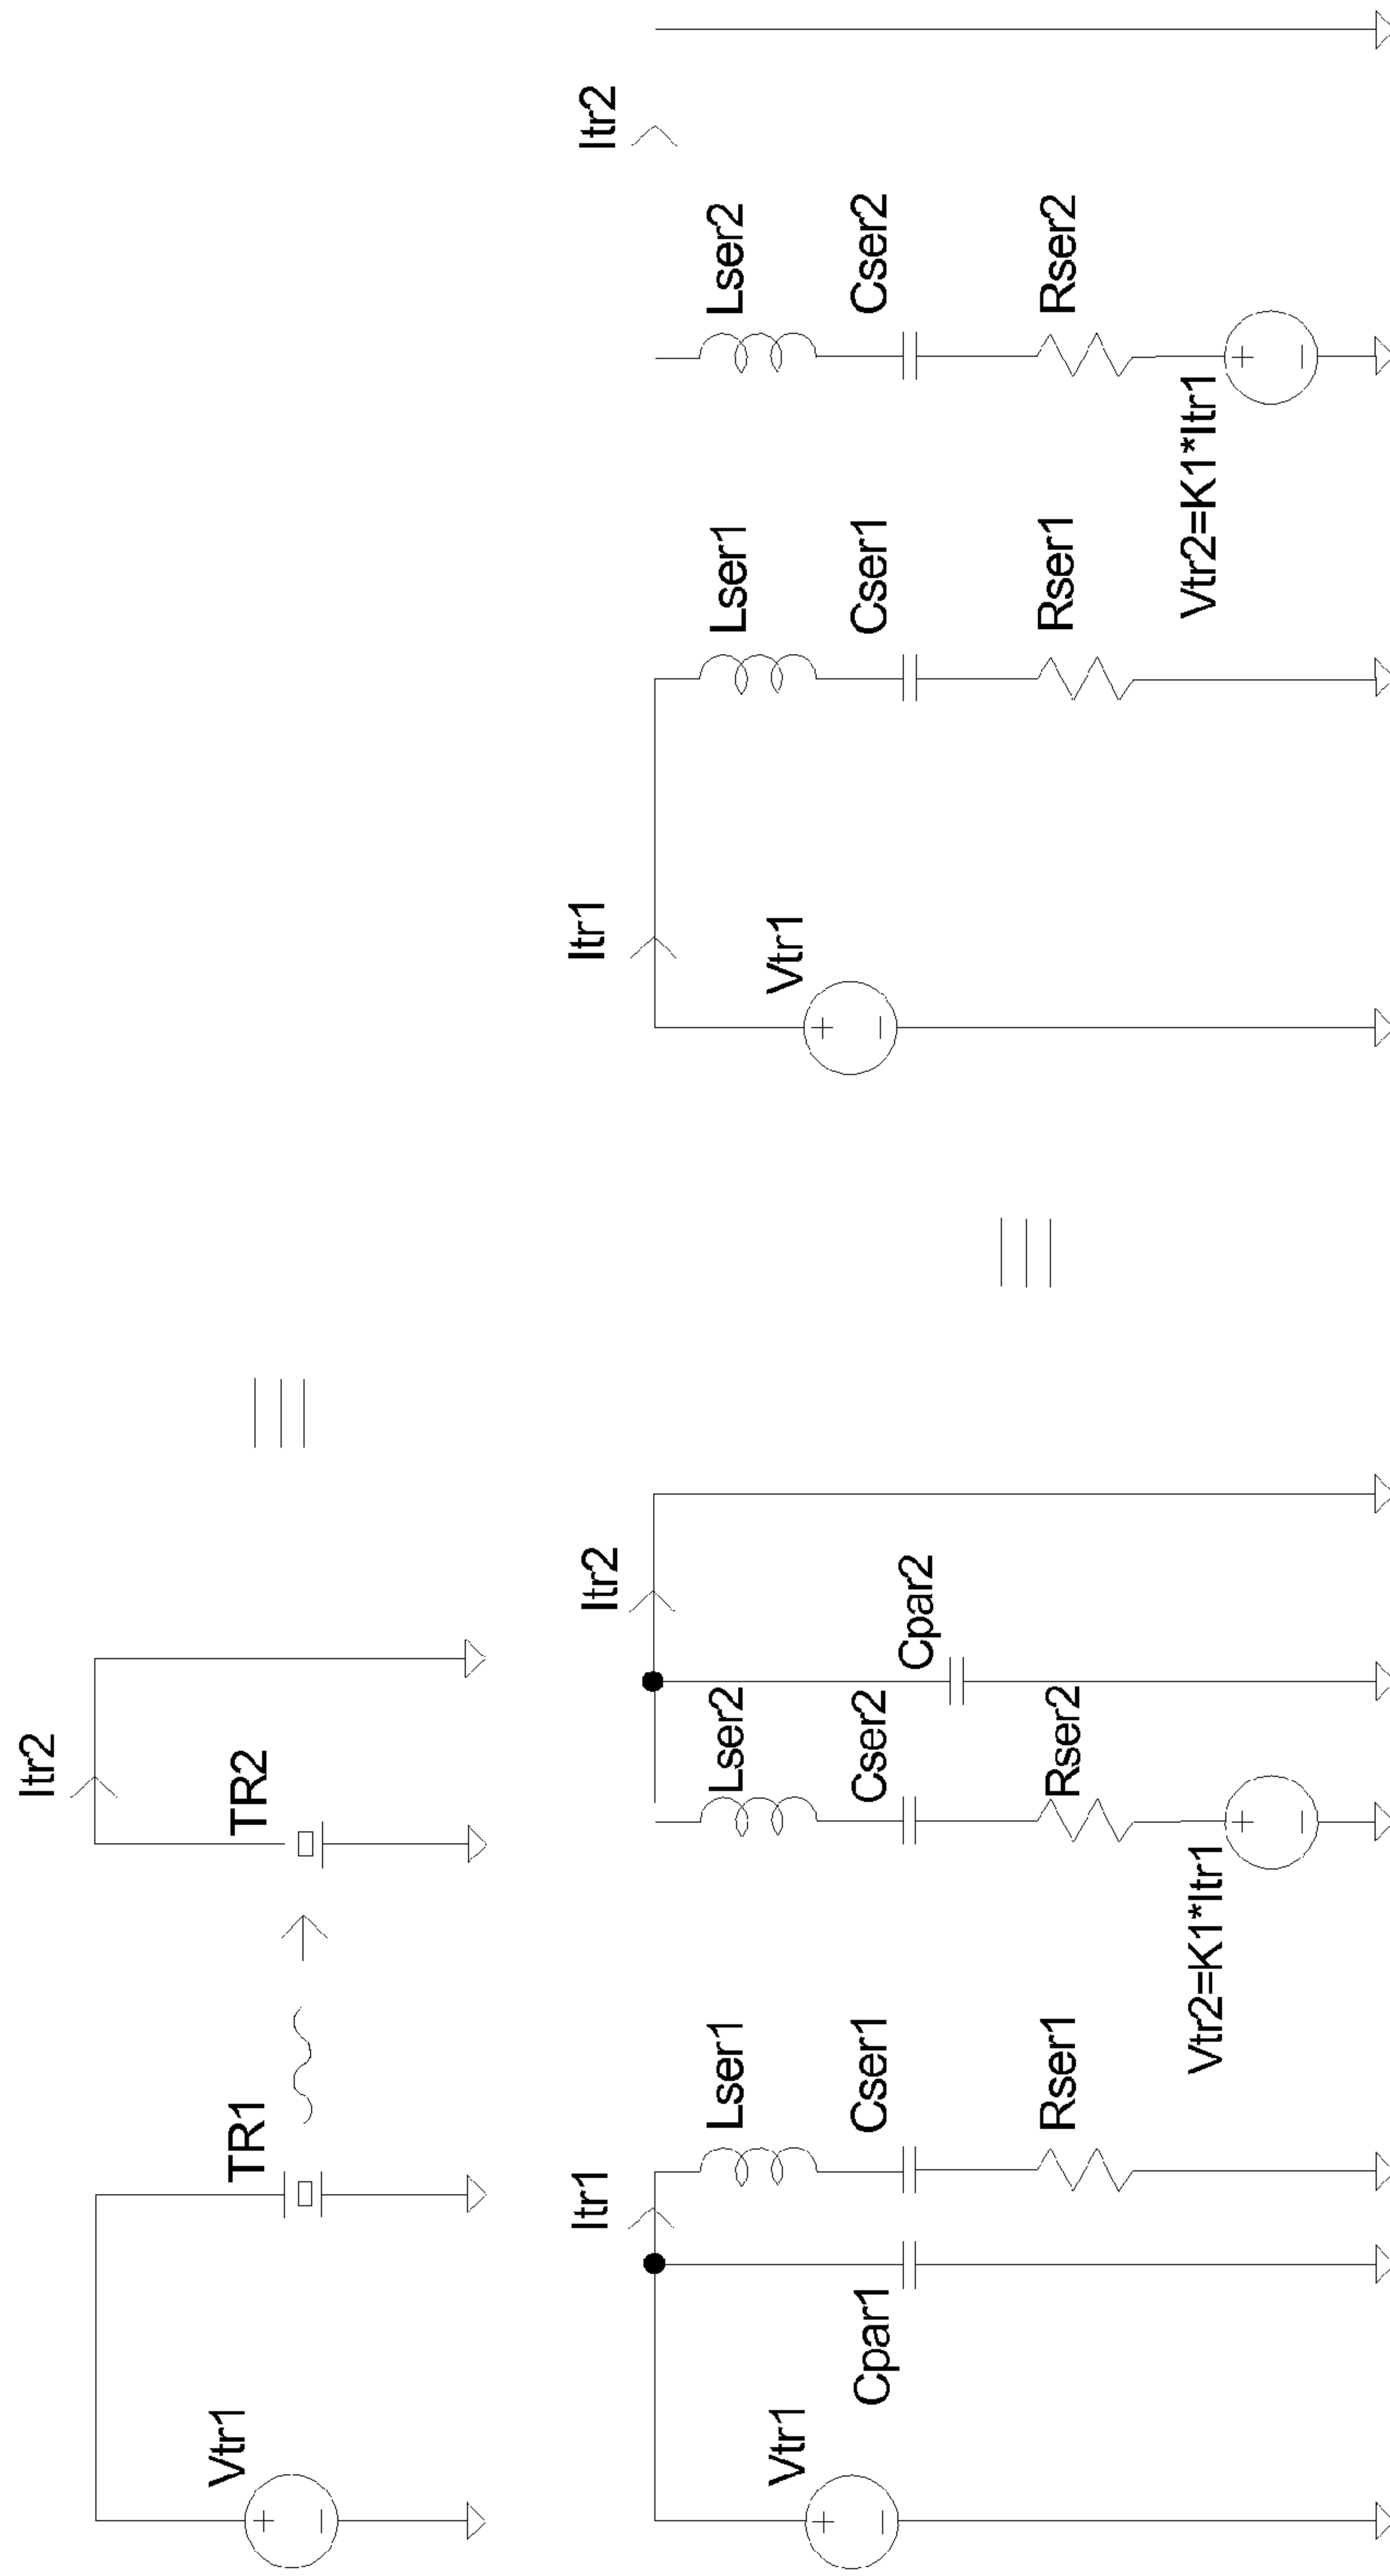 Itr2
Vtr1
TR1
TR2
Itr1
Itr2
Vtr1
Cpar1
Lser1
Cser1
Rser1
Lser2
Cser2
Rser2
Cpar2
Vtr2=K1*Itr1
Itr1
Itr2
Vtr1
Lser1
Cser1
Rser1
Lser2
Cser2
Rser2
Vtr2=K1*Itr1